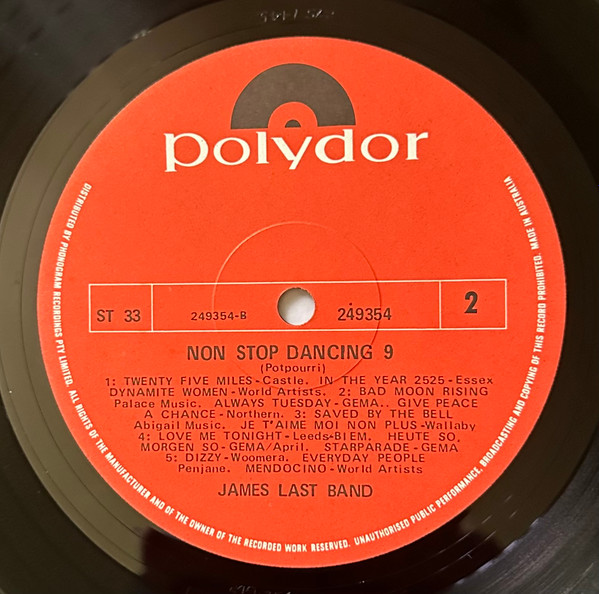 polydor
ST 33
249354-B
249354
2
NON STOP DANCING 9
(Potpourri)
1: TWENTY FIVE MILES-Castle. IN THE YEAR 2525-Essex
DYNAMITE WOMEN-World Artists. 2: BAD MOON RISING
Palace Music. ALWAYS TUESDAY-GEMA.. GIVE PEACE
A CHANCE-Northern. 3: SAVED BY THE BELL
Abigail Music. JE T'AIME MOI NON PLUS-Wallaby
4: LOVE ME TONIGHT-Leeds-BIEM. HEUTE SO,
MORGEN SO-GEMA/April. STARPARADE-GEMA
5: DIZZY-Woomera. EVERYDAY PEOPLE
Penjane. MENDOCINO-World Artists
JAMES LAST BAND
DISTRIBUTED BY PHONOGRAM RECORDINGS PTY LIMITED. ALL RIGHTS OF THE MANUFACTURER AND OF THE OWNER OF THE RECORDED WORK RESERVED. UNAUTHORISED PUBLIC PERFORMANCE, BROADCASTING AND COPYING OF THIS RECORD PROHIBITED. MADE IN AUSTRALIA